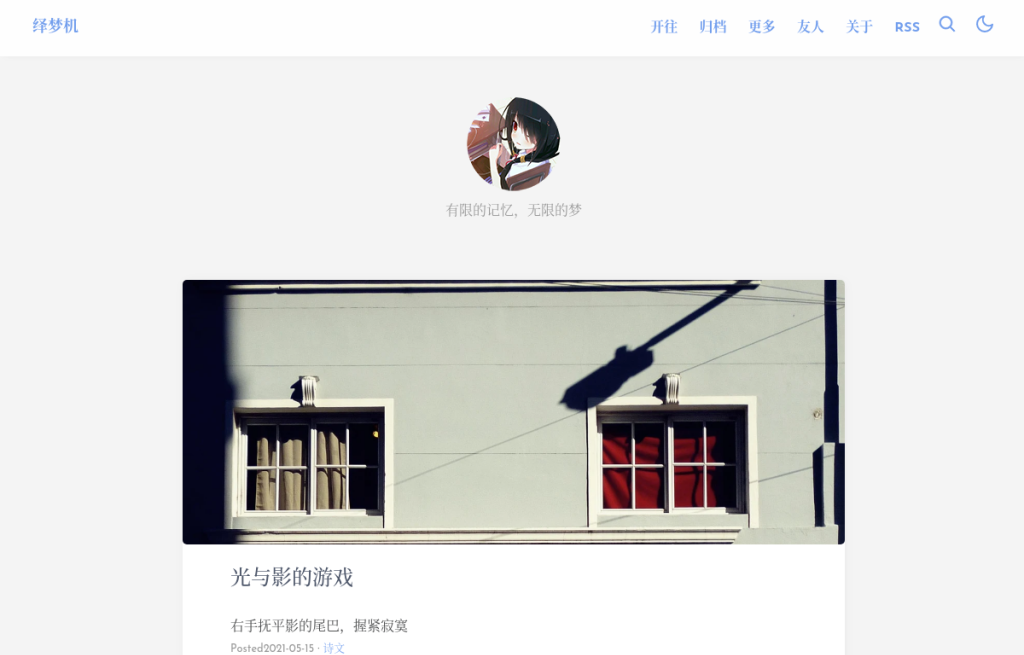 绎梦机
开往 归档 更多 友人 关于 RSS
有限的记忆，无限的梦
光与影的游戏
右手抚平影的尾巴，握紧寂寞
Posted2021-05-15 · 诗文